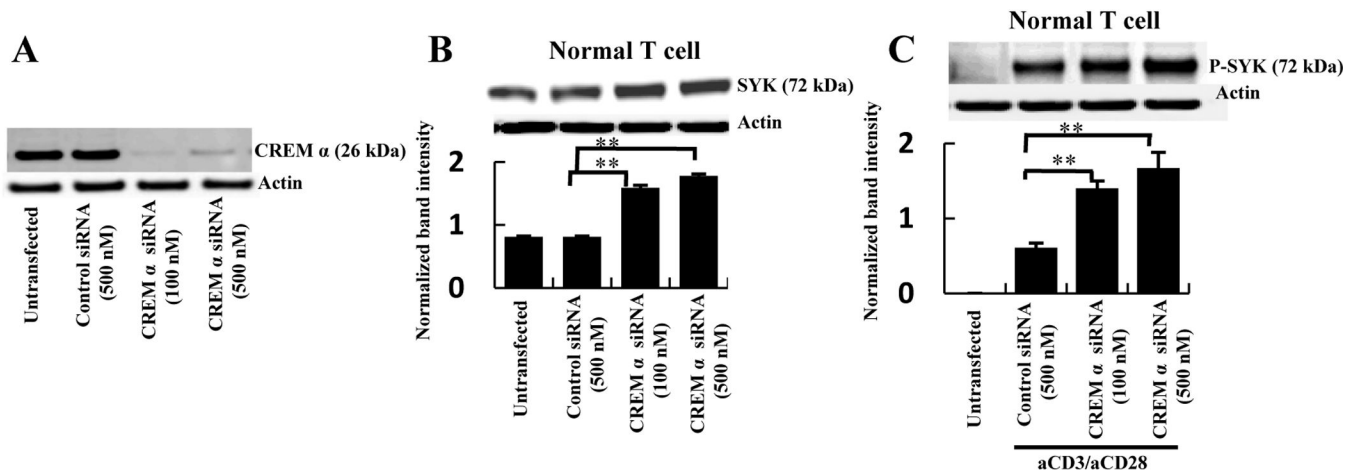 A
CREM α (26 kDa)
Actin
Untransfected
Control siRNA
(500 nM)
CREM α siRNA
(100 nM)
CREM α siRNA
(500 nM)
B
Normal T cell
SYK (72 kDa)
Actin
Normalized band intensity
2
1
0
**
**
Untransfected
Control siRNA
(500 nM)
CREM α siRNA
(100 nM)
CREM α siRNA
(500 nM)
C
Normal T cell
P-SYK (72 kDa)
Actin
Normalized band intensity
2
1
0
**
**
Untransfected
Control siRNA
(500 nM)
CREM α siRNA
(100 nM)
CREM α siRNA
(500 nM)
aCD3/aCD28